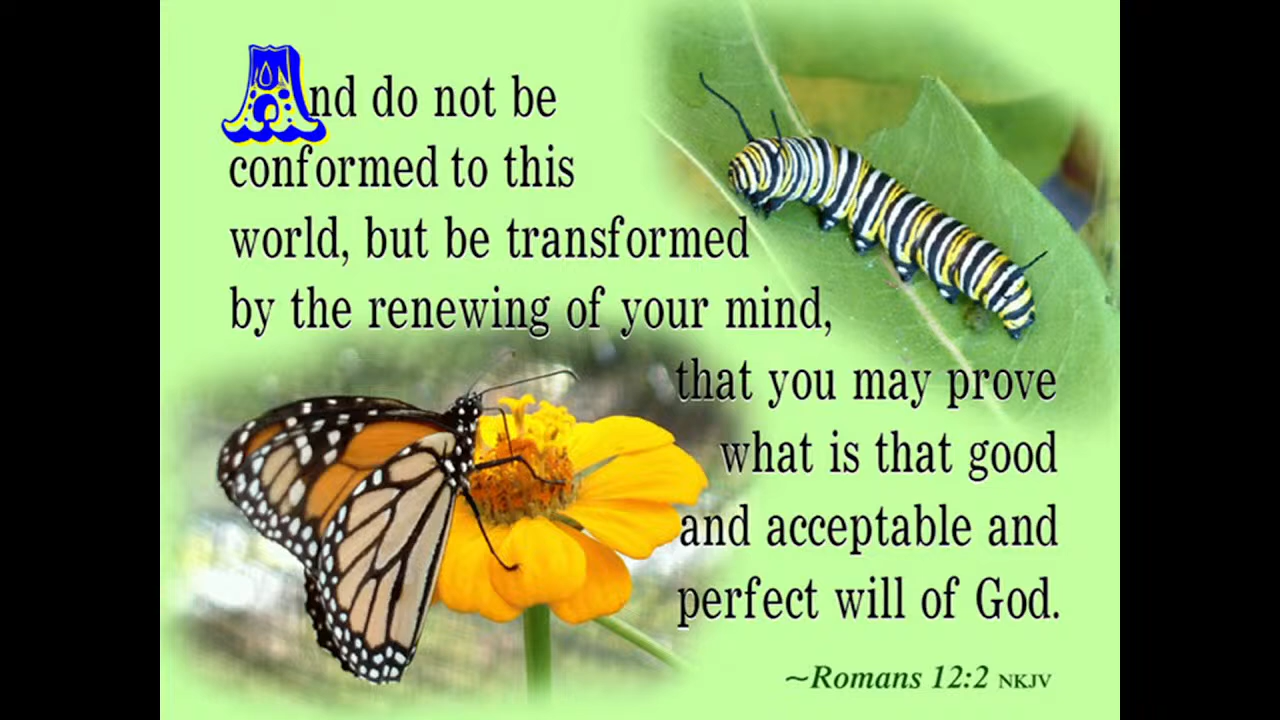 And do not be
conformed to this
world, but be transformed
by the renewing of your mind,
that you may prove
what is that good
and acceptable and
perfect will of God.
~Romans 12:2 NKJV